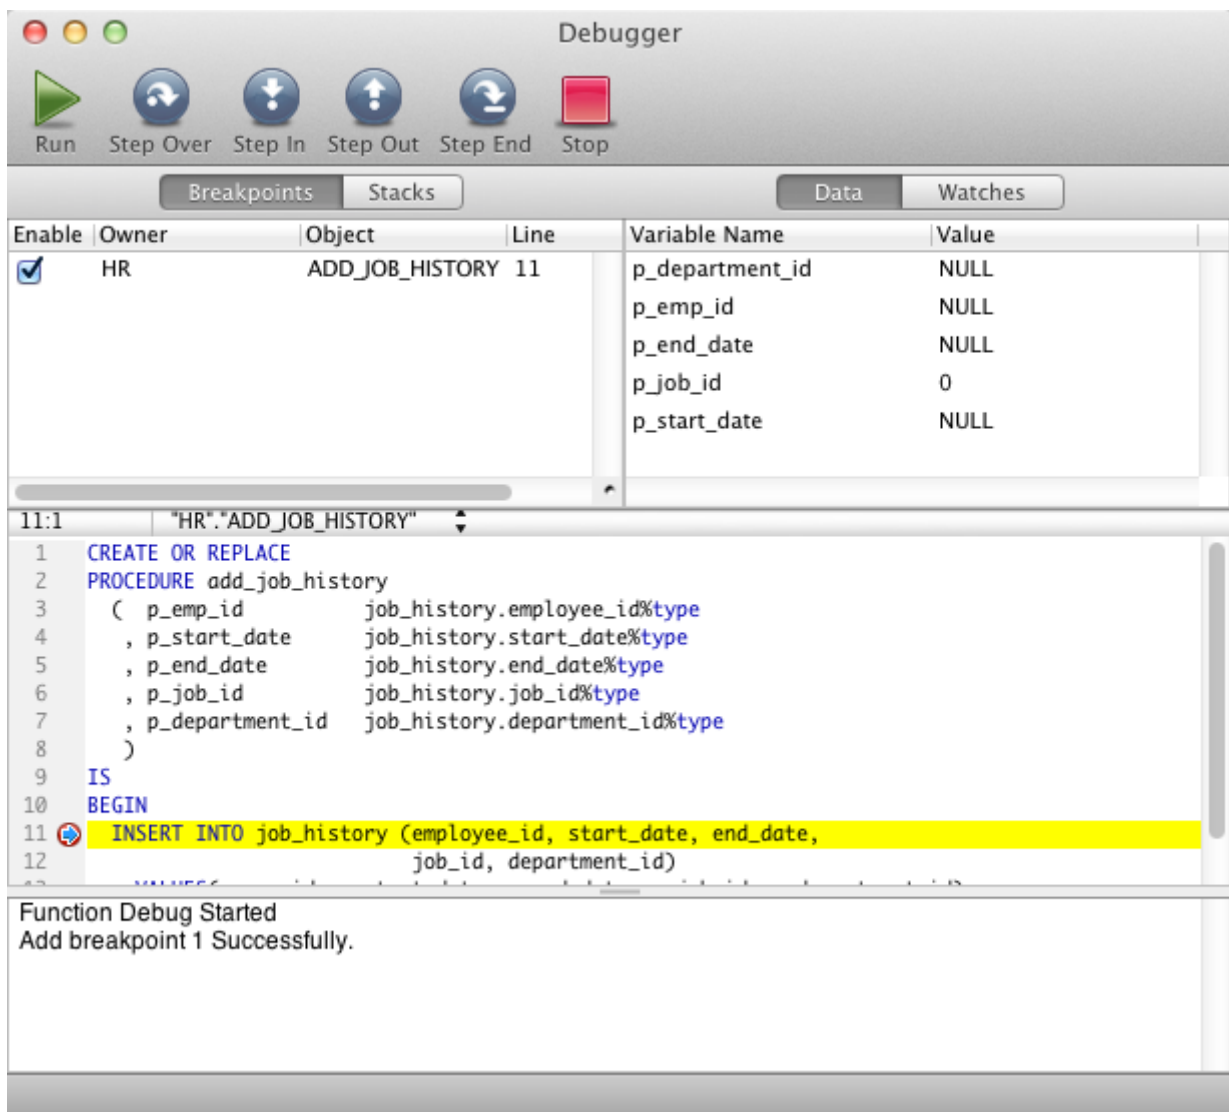 Debugger
Run Step Over Step In Step Out Step End Stop
Breakpoints Stacks Data Watches
Enable Owner Object Line Variable Name Value
HR ADD_JOB_HISTORY 11 p_department_id NULL
p_emp_id NULL
p_end_date NULL
p_job_id 0
p_start_date NULL
11:1 "HR"."ADD_JOB_HISTORY"
1 CREATE OR REPLACE
2 PROCEDURE add_job_history
3 ( p_emp_id job_history.employee_id%type
4 , p_start_date job_history.start_date%type
5 , p_end_date job_history.end_date%type
6 , p_job_id job_history.job_id%type
7 , p_department_id job_history.department_id%type
8 )
9 IS
10 BEGIN
11 INSERT INTO job_history (employee_id, start_date, end_date,
12 job_id, department_id)
Function Debug Started
Add breakpoint 1 Successfully.